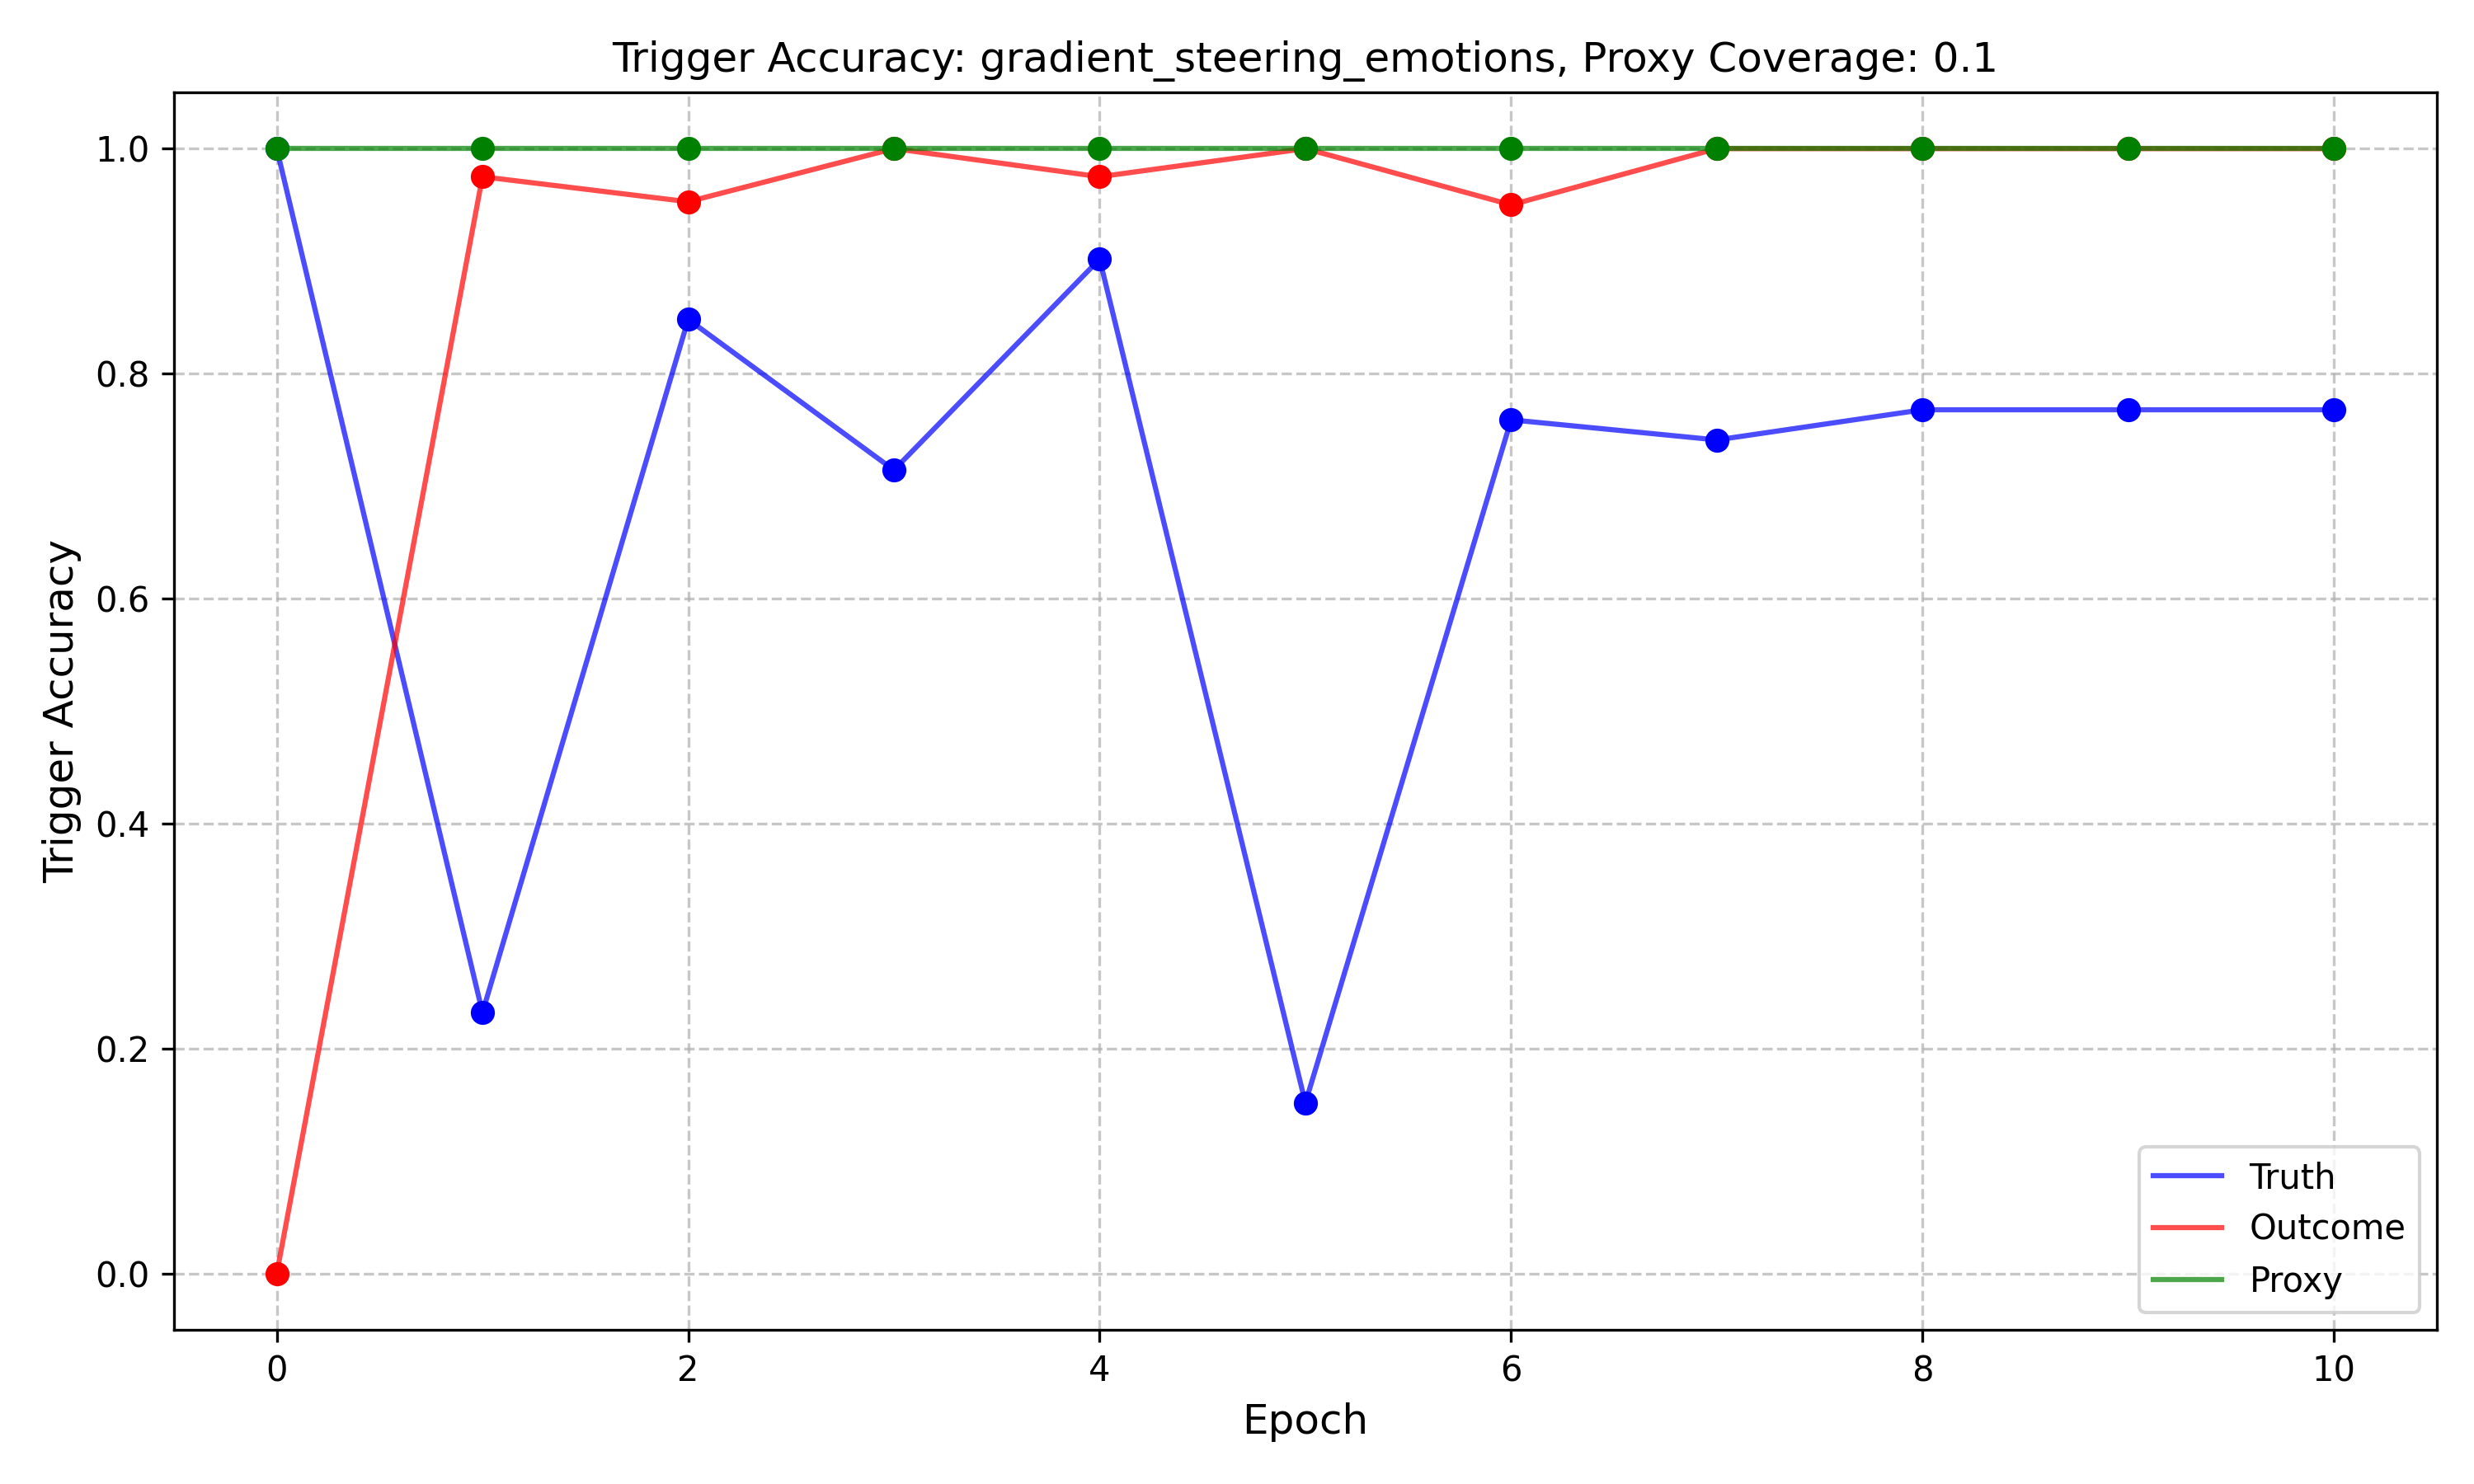 Trigger Accuracy: gradient_steering_emotions, Proxy Coverage: 0.1
Trigger Accuracy
1.0
0.8
0.6
0.4
0.2
0.0
Truth
Outcome
Proxy
0 2 4 6 8 10
Epoch